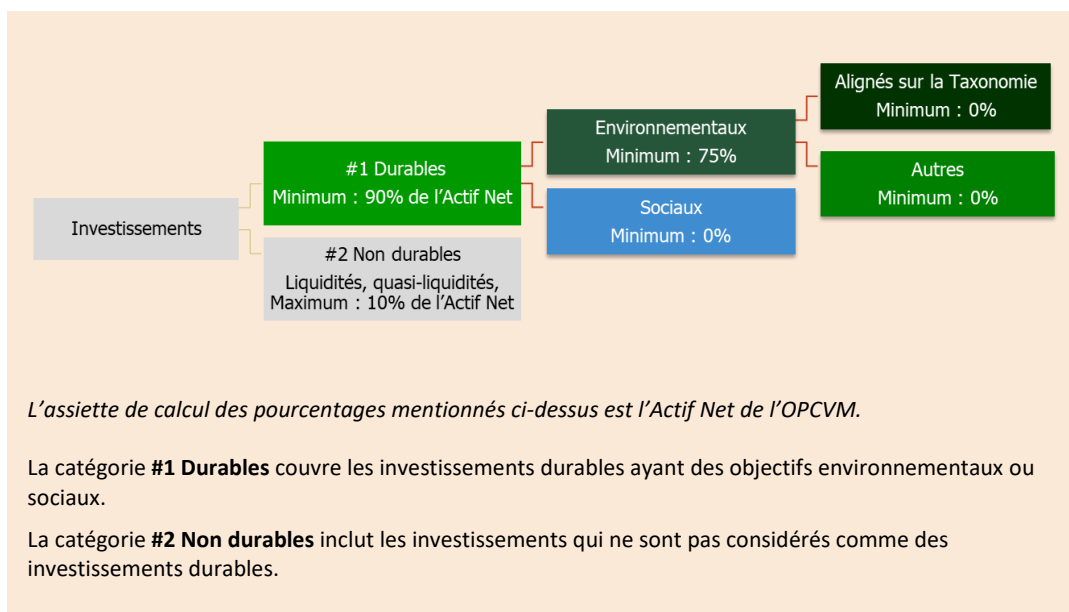 Alignés sur la Taxonomie
Minimum : 0%
Environnementaux
Minimum : 75%
#1 Durables
Minimum : 90% de l’Actif Net
Autres
Minimum : 0%
Sociaux
Minimum : 0%
Investissements
#2 Non durables
Liquidités, quasi-liquidités,
Maximum : 10% de l’Actif Net
L’assiette de calcul des pourcentages mentionnés ci-dessus est l’Actif Net de l’OPCVM.
La catégorie #1 Durables couvre les investissements durables ayant des objectifs environnementaux ou
sociaux.
La catégorie #2 Non durables inclut les investissements qui ne sont pas considérés comme des
investissements durables.